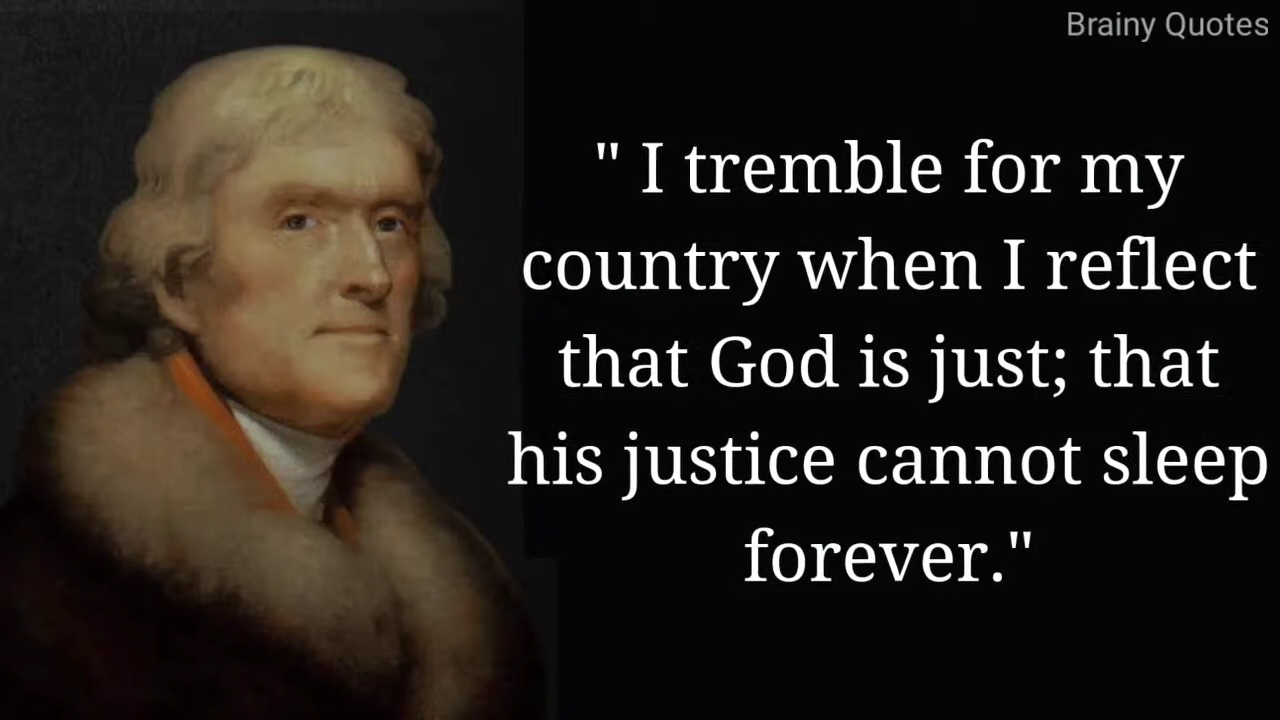 Brainy Quotes
" I tremble for my
country when I reflect
that God is just; that
his justice cannot sleep
forever."